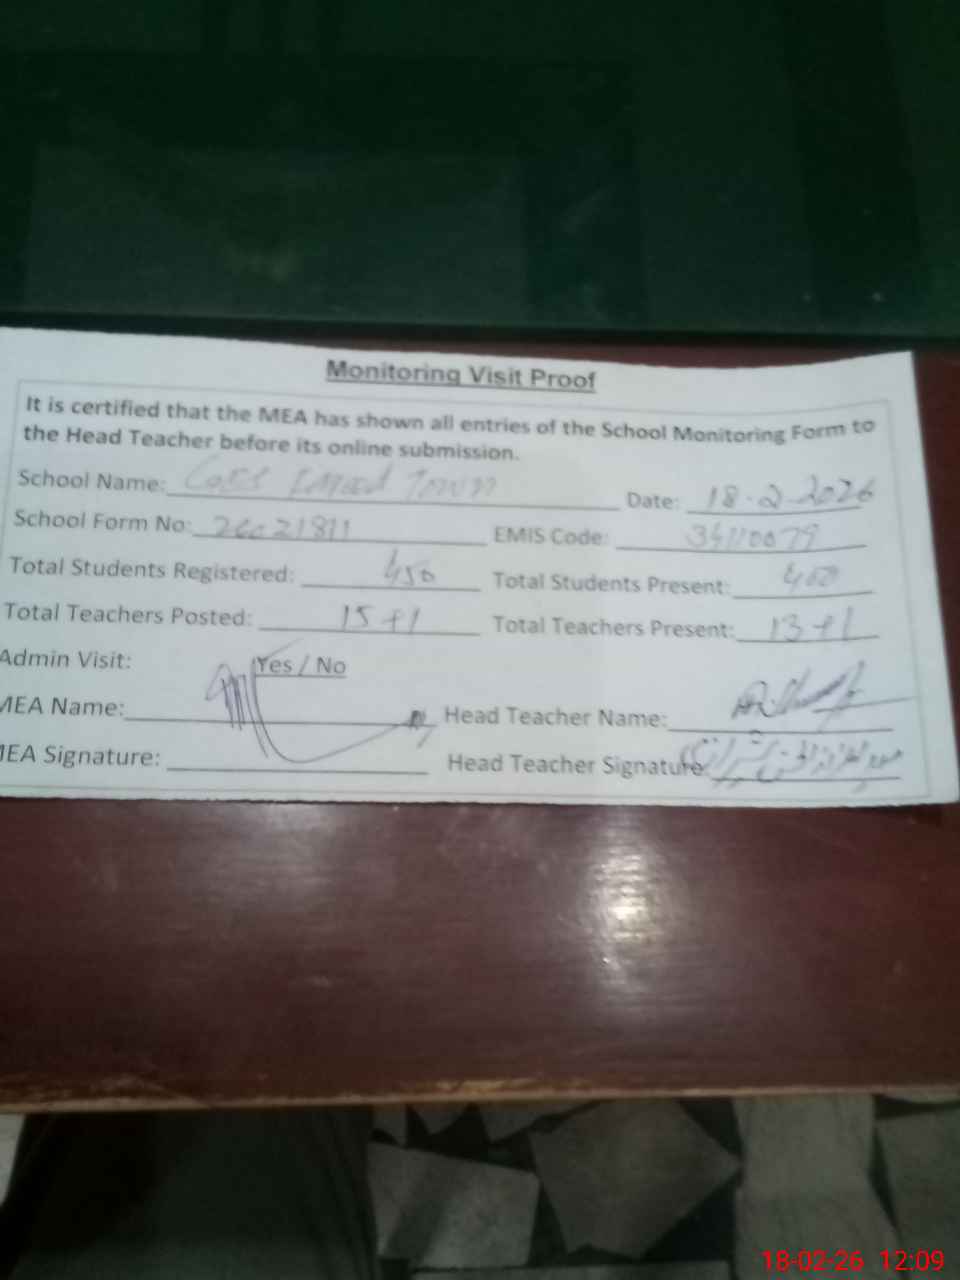 Monitoring Visit Proof
It is certified that the MEA has shown all entries of the School Monitoring Form to
the Head Teacher before its online submission.
School Name: Town Date: 18-2-2026
School Form No: 26021811 EMIS Code: 34110079
Total Students Registered: 450 Total Students Present: 400
Total Teachers Posted: 15+1 Total Teachers Present: 13+1
Admin Visit: Yes / No
MEA Name: Head Teacher Name:
MEA Signature: Head Teacher Signature:
18-02-26 12:09